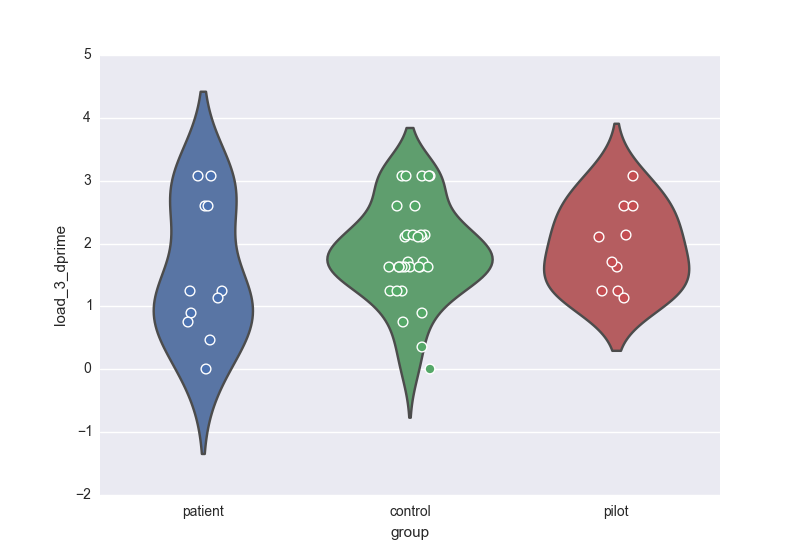 5
4
3
2
1
0
−1
−2
load_3_dprime
patient
control
pilot
group